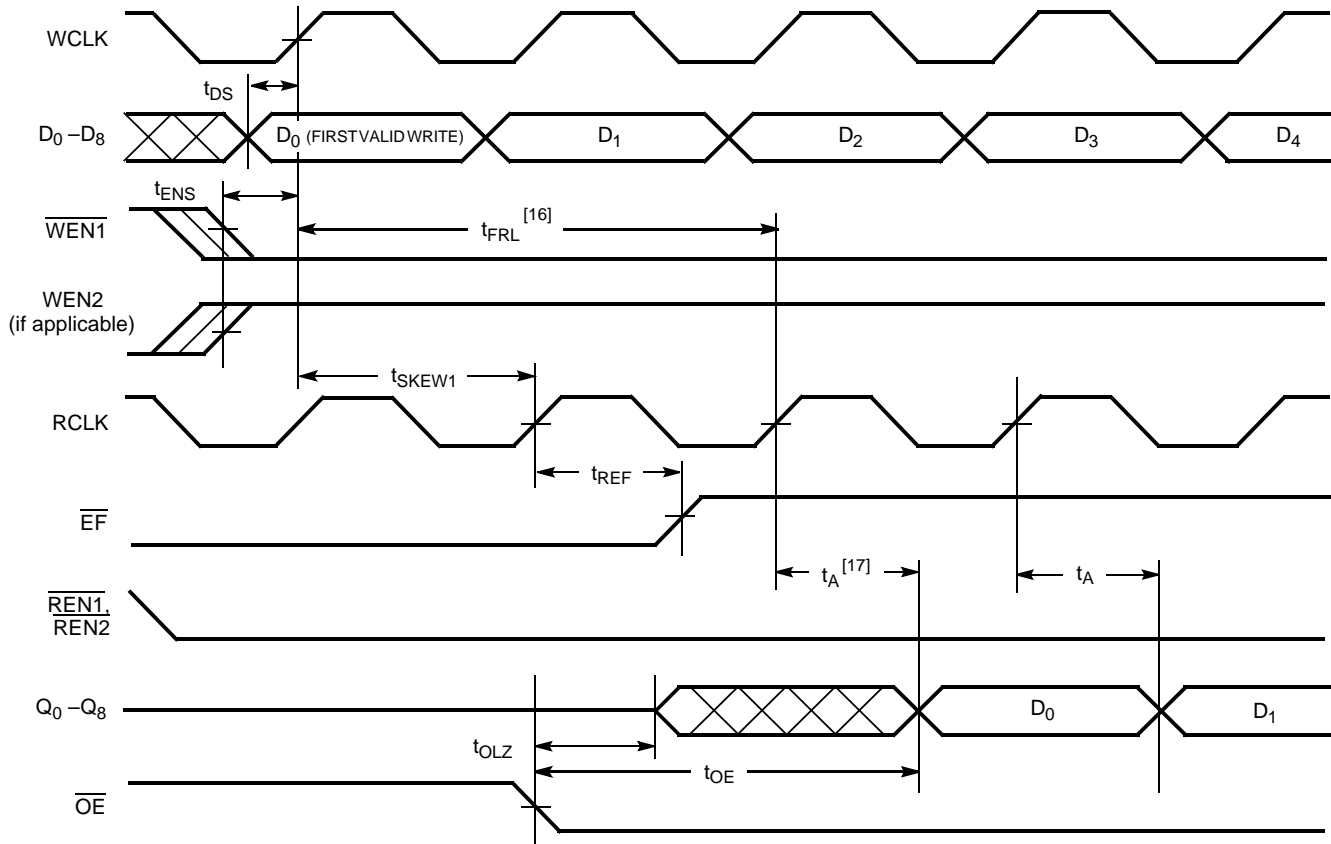 WCLK
tDS
D0 –D8
D0 (FIRST VALID WRITE)
D1
D2
D3
D4
tENS
WEN1
tFRL [16]
WEN2
(if applicable)
tSKEW1
RCLK
tREF
EF
tA [17]
tA
REN1,
REN2
Q0 –Q8
D0
D1
tOLZ
tOE
OE